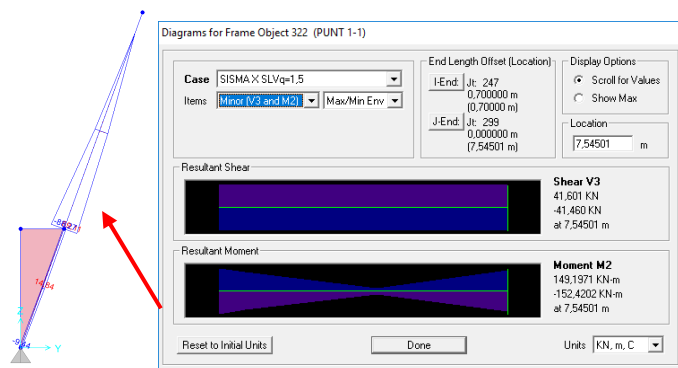 Diagrams for Frame Object 322 (PUNT 1-1)
Case SISMA X SLVq=1,5
Items Minor (V3 and M2) Max/Min Env
End Length Offset (Location)
I-End: Jt: 247
0,700000 m
(0,70000 m)
J-End: Jt: 299
0,000000 m
(7,54501 m)
Display Options
Scroll for Values
Show Max
Location
7,54501 m
Resultant Shear
Shear V3
41,601 KN
-41,460 KN
at 7,54501 m
Resultant Moment
Moment M2
149,1971 KN-m
-152,4202 KN-m
at 7,54501 m
Reset to Initial Units
Done
Units KN, m, C
14,84
Z
Y